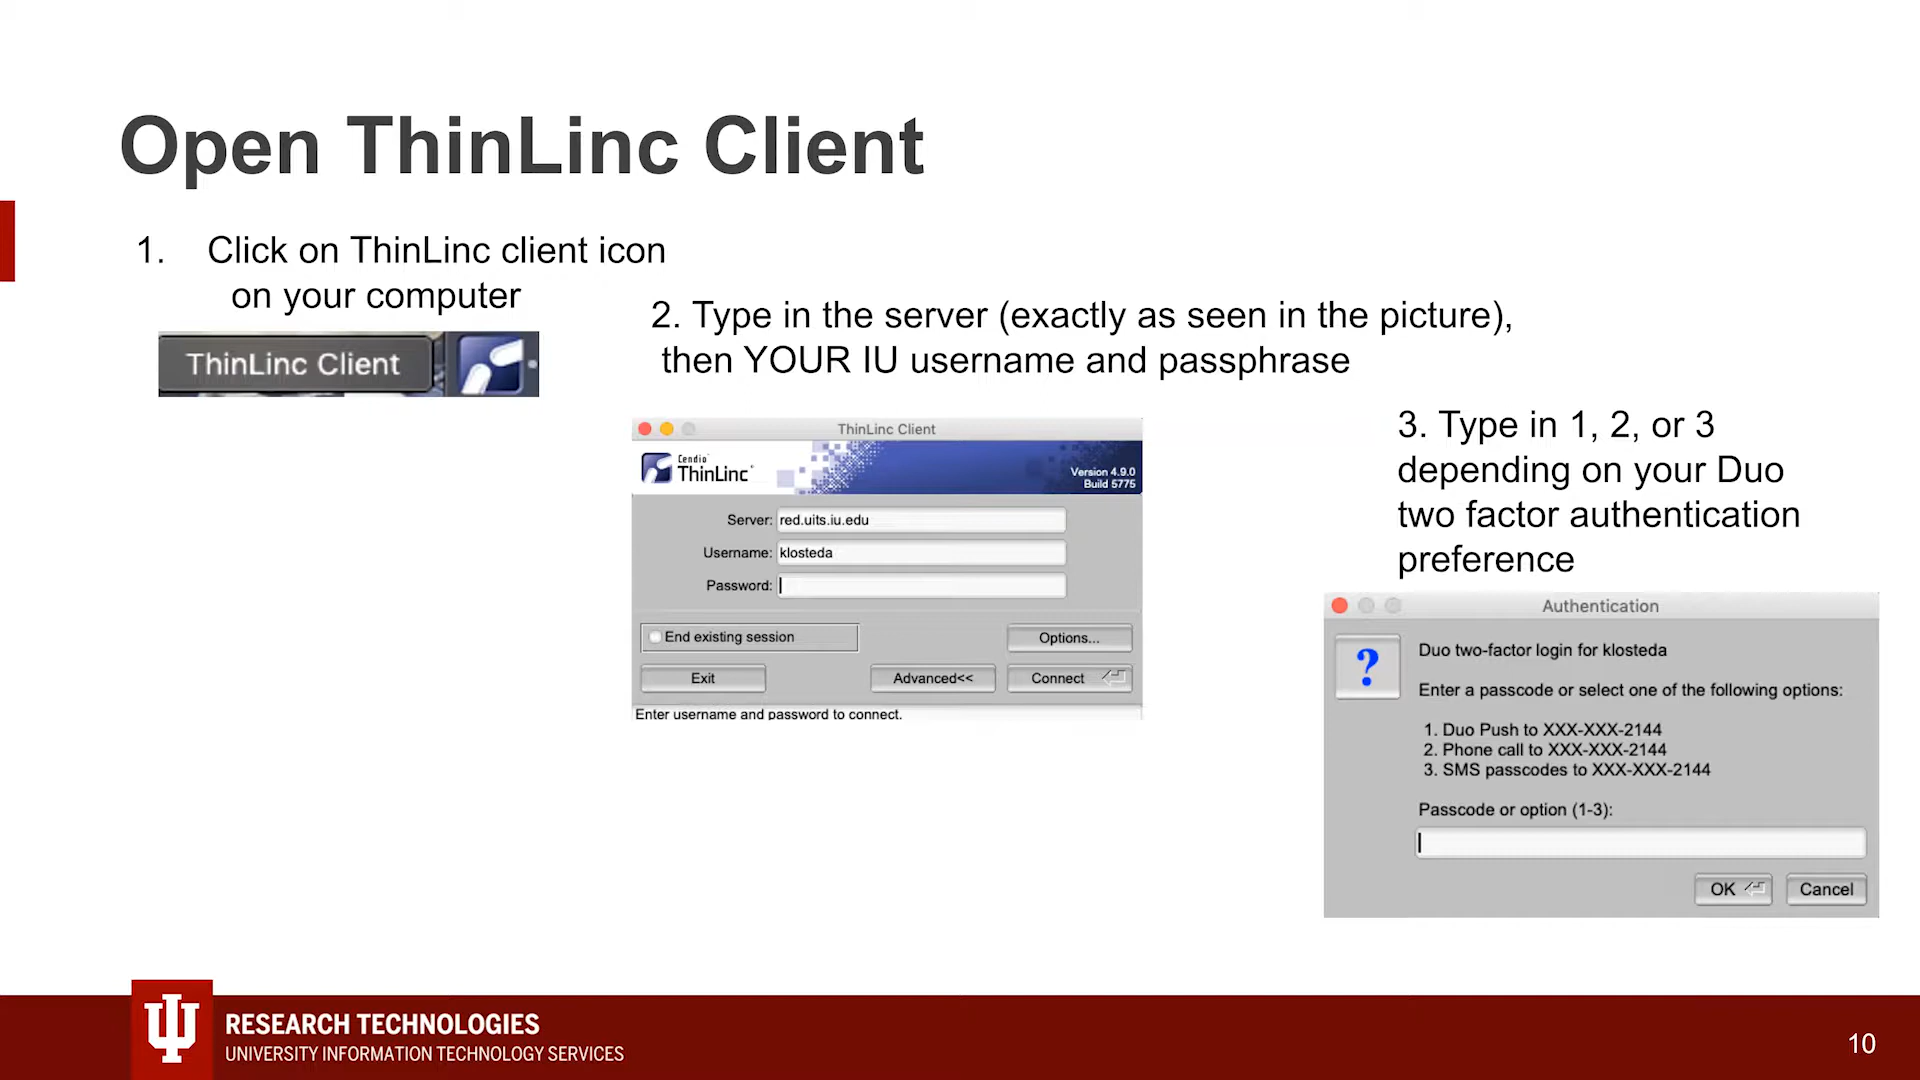 Open ThinLinc Client
1. Click on ThinLinc client icon
on your computer
ThinLinc Client
2. Type in the server (exactly as seen in the picture),
then YOUR IU username and passphrase
ThinLinc Client
Cendio
ThinLinc
Version 4.9.0
Build 5775
Server: red.uits.iu.edu
Username: klosteda
Password:
End existing session
Options...
Exit
Advanced<<
Connect
Enter username and password to connect.
3. Type in 1, 2, or 3
depending on your Duo
two factor authentication
preference
Authentication
?
Duo two-factor login for klosteda
Enter a passcode or select one of the following options:
1. Duo Push to XXX-XXX-2144
2. Phone call to XXX-XXX-2144
3. SMS passcodes to XXX-XXX-2144
Passcode or option (1-3):
OK
Cancel
RESEARCH TECHNOLOGIES
UNIVERSITY INFORMATION TECHNOLOGY SERVICES
10